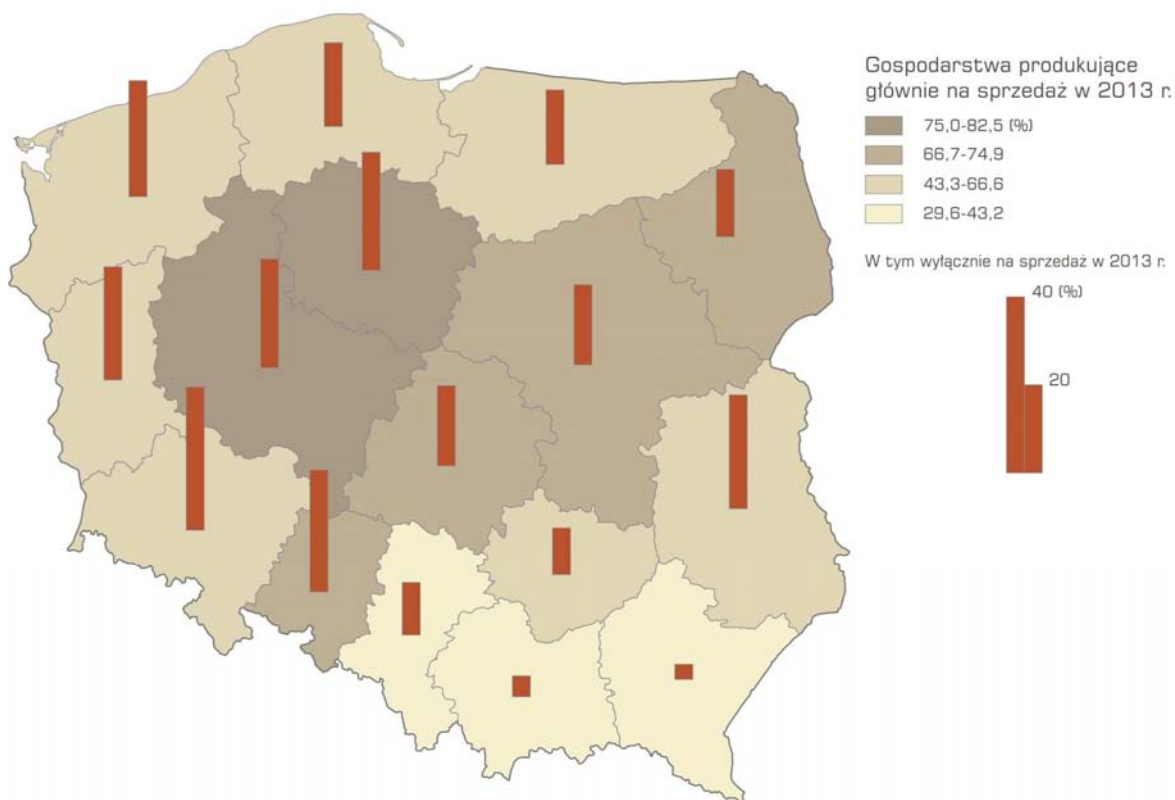 Gospodarstwa produkujące
głównie na sprzedaż w 2013 r.
75,0-82,5 (%)
66,7-74,9
43,3-66,6
29,6-43,2
W tym wyłącznie na sprzedaż w 2013 r.
40 (%)
20